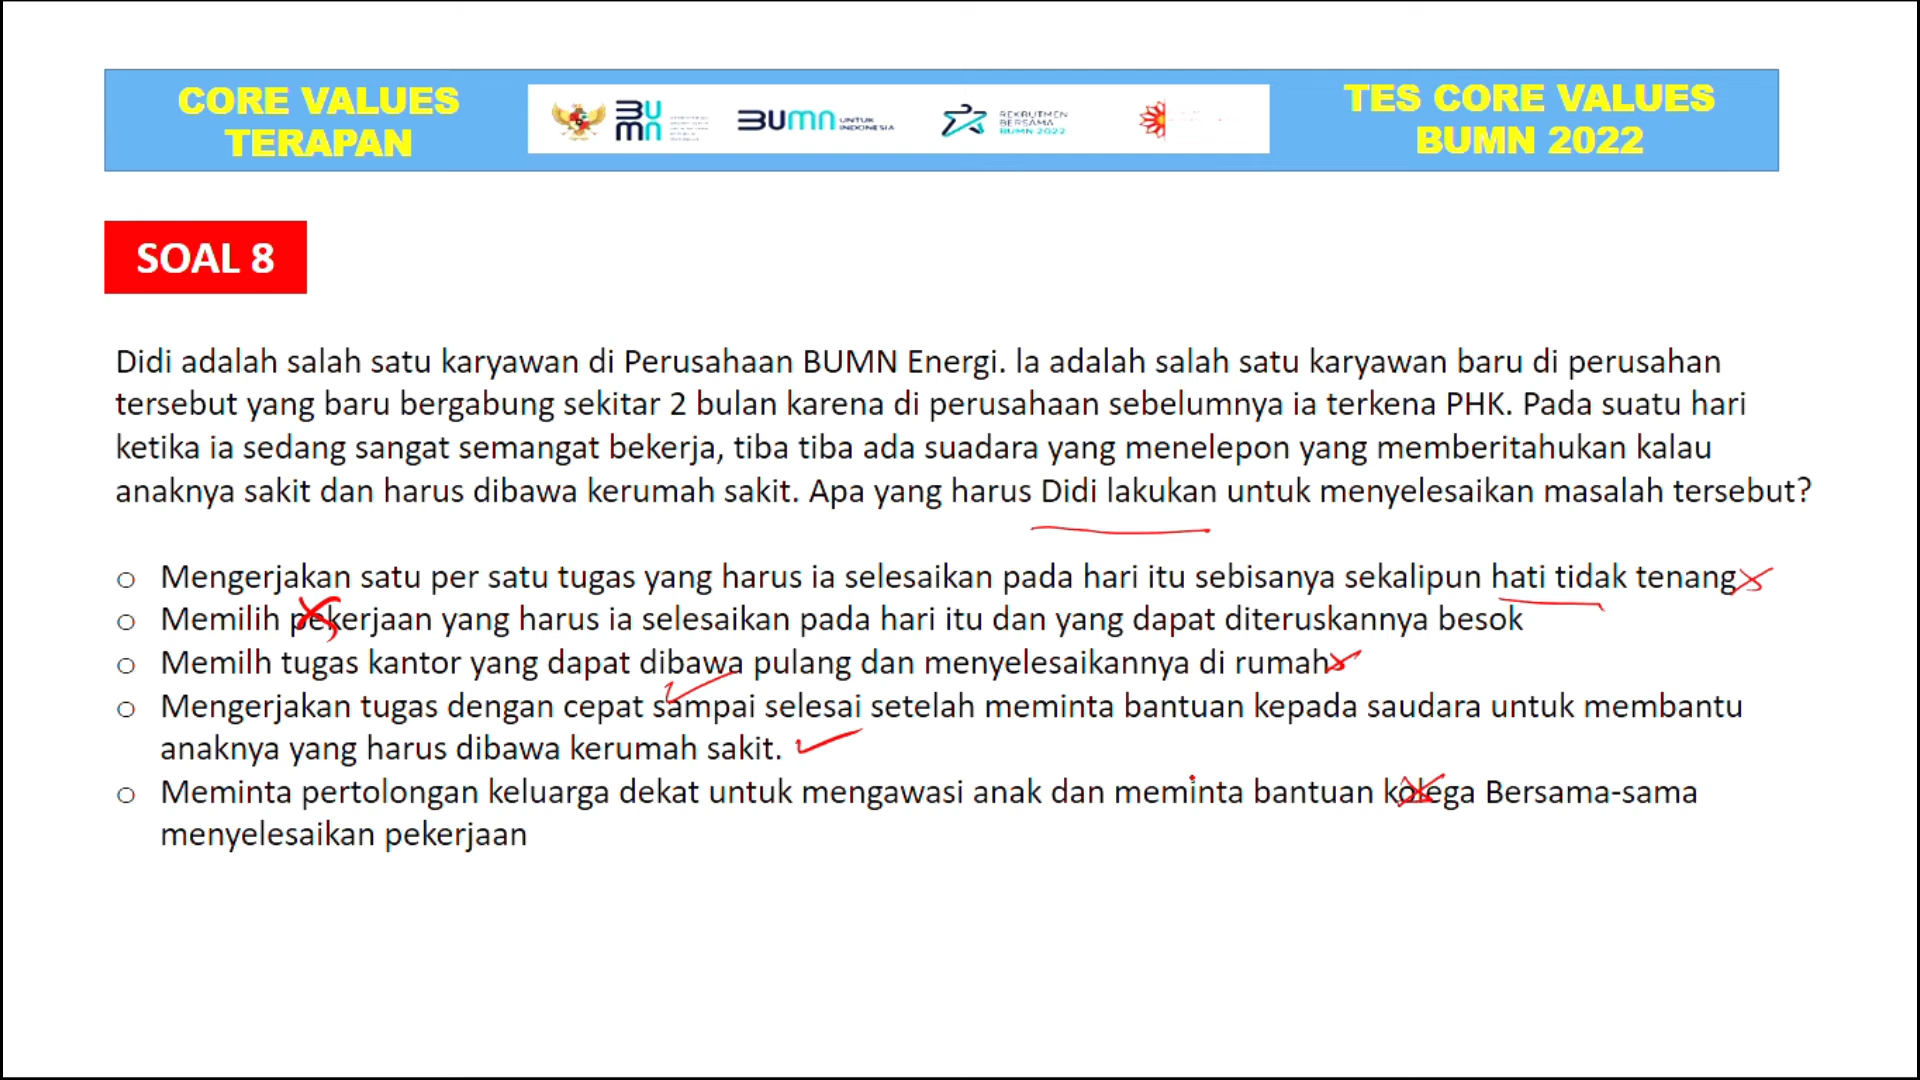 CORE VALUES
TERAPAN
BU
mn
BUMN UNTUK
INDONESIA
REKRUTMEN
BERSAMA
BUMN 2022
TES CORE VALUES
BUMN 2022
SOAL 8
Didi adalah salah satu karyawan di Perusahaan BUMN Energi. Ia adalah salah satu karyawan baru di perusahan
tersebut yang baru bergabung sekitar 2 bulan karena di perusahaan sebelumnya ia terkena PHK. Pada suatu hari
ketika ia sedang sangat semangat bekerja, tiba tiba ada suadara yang menelepon yang memberitahukan kalau
anaknya sakit dan harus dibawa kerumah sakit. Apa yang harus Didi lakukan untuk menyelesaikan masalah tersebut?
o Mengerjakan satu per satu tugas yang harus ia selesaikan pada hari itu sebisanya sekalipun hati tidak tenang
o Memilih pekerjaan yang harus ia selesaikan pada hari itu dan yang dapat diteruskannya besok
o Memilh tugas kantor yang dapat dibawa pulang dan menyelesaikannya di rumah
o Mengerjakan tugas dengan cepat sampai selesai setelah meminta bantuan kepada saudara untuk membantu
anaknya yang harus dibawa kerumah sakit.
o Meminta pertolongan keluarga dekat untuk mengawasi anak dan meminta bantuan kolega Bersama-sama
menyelesaikan pekerjaan